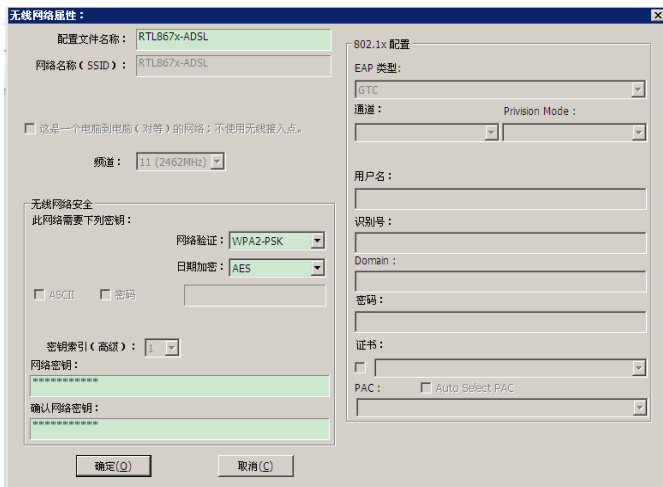 无线网络属性：
配置文件名称： RTL867x-ADSL
网络名称（SSID）： RTL867x-ADSL
这是一个电脑到电脑（对等）的网络；不使用无线接入点。
频道： 11 (2462MHz)
无线网络安全
此网络需要下列密钥：
网络验证： WPA2-PSK
日期加密： AES
ASCII 密码
密钥索引（高级）： 1
网络密钥：
***********
确认网络密钥：
***********
确定(O) 取消(C)
802.1x 配置
EAP 类型:
GTC
通道： Privision Mode :
用户名：
识别号：
Domain :
密码：
证书：
PAC : Auto Select PAC